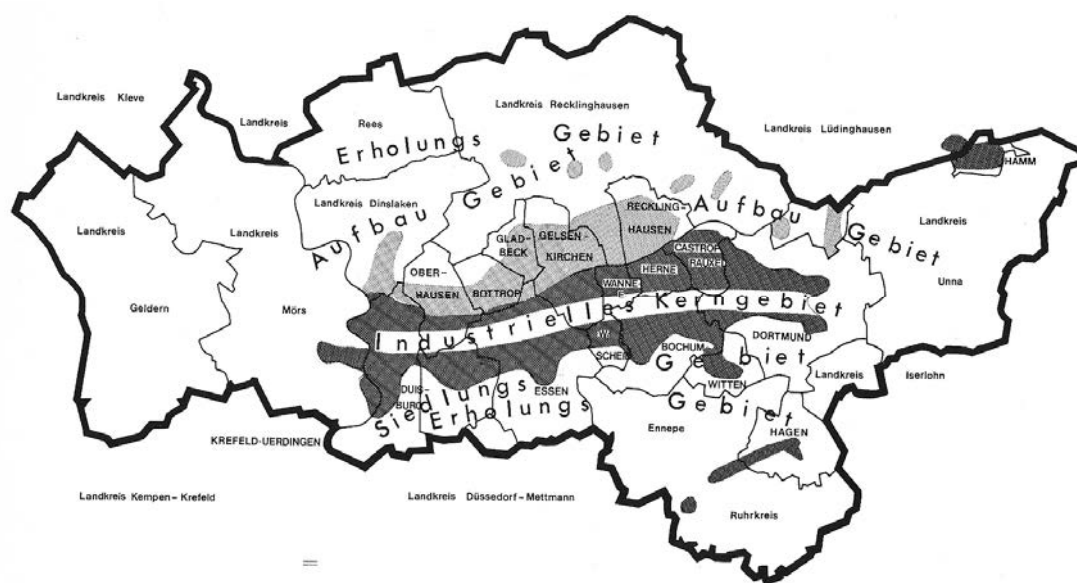 Landkreis Kleve
Landkreis
Rees
Landkreis Recklinghausen
Landkreis Lüdinghausen
Erholungs Gebiet
HAMM
Landkreis Dinslaken
Aufbau Gebiet
RECKLING-
HAUSEN
Aufbau Gebiet
Landkreis
Geldern
Landkreis
Mörs
Landkreis
Unna
GLAD-
BECK
GELSEN-
KIRCHEN
CASTROP
RAUXEL
OBER-
HAUSEN
BOTTROP
WANNE-
E
HERNE
Industrielles Kerngebiet
W.
SCHEID
BOCHUM
DORTMUND
DUIS-
BURG
ESSEN
WITTEN
Siedlungs Gebiet
Erholungs Gebiet
Landkreis
Iserlohn
KREFELD-UERDINGEN
Ennepe
HAGEN
Ruhrkreis
Landkreis Kempen-Krefeld
Landkreis Düssedorf-Mettmann